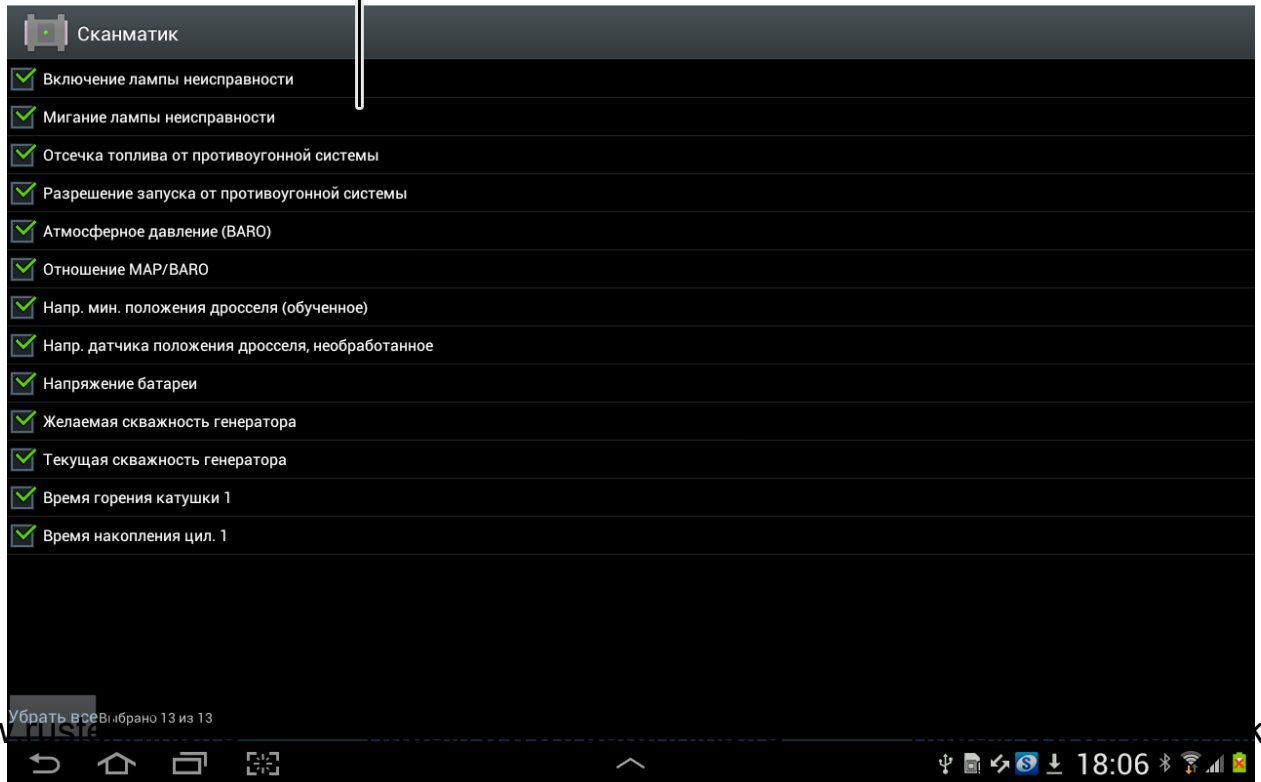 Сканматик
Включение лампы неисправности
Мигание лампы неисправности
Отсечка топлива от противоугонной системы
Разрешение запуска от противоугонной системы
Атмосферное давление (BARO)
Отношение MAP/BARO
Напр. мин. положения дросселя (обученное)
Напр. датчика положения дросселя, необработанное
Напряжение батареи
Желаемая скважность генератора
Текущая скважность генератора
Время горения катушки 1
Время накопления цил. 1
Убрать все Выбрано 13 из 13
18:06